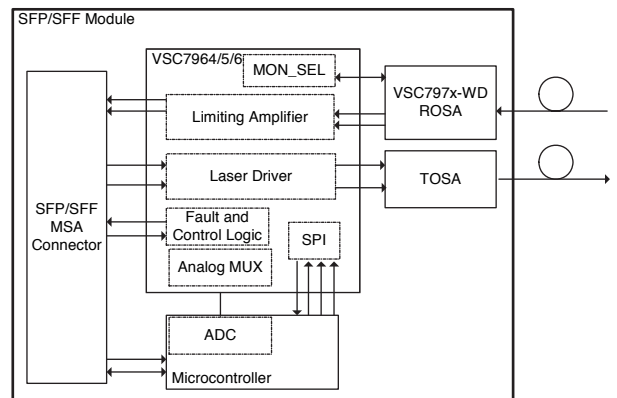 SFP/SFF Module
VSC7964/5/6
MON_SEL
VSC797x-WD
ROSA
Limiting Amplifier
Laser Driver
TOSA
SFP/SFF
MSA
Connector
Fault and
Control Logic
SPI
Analog MUX
ADC
Microcontroller